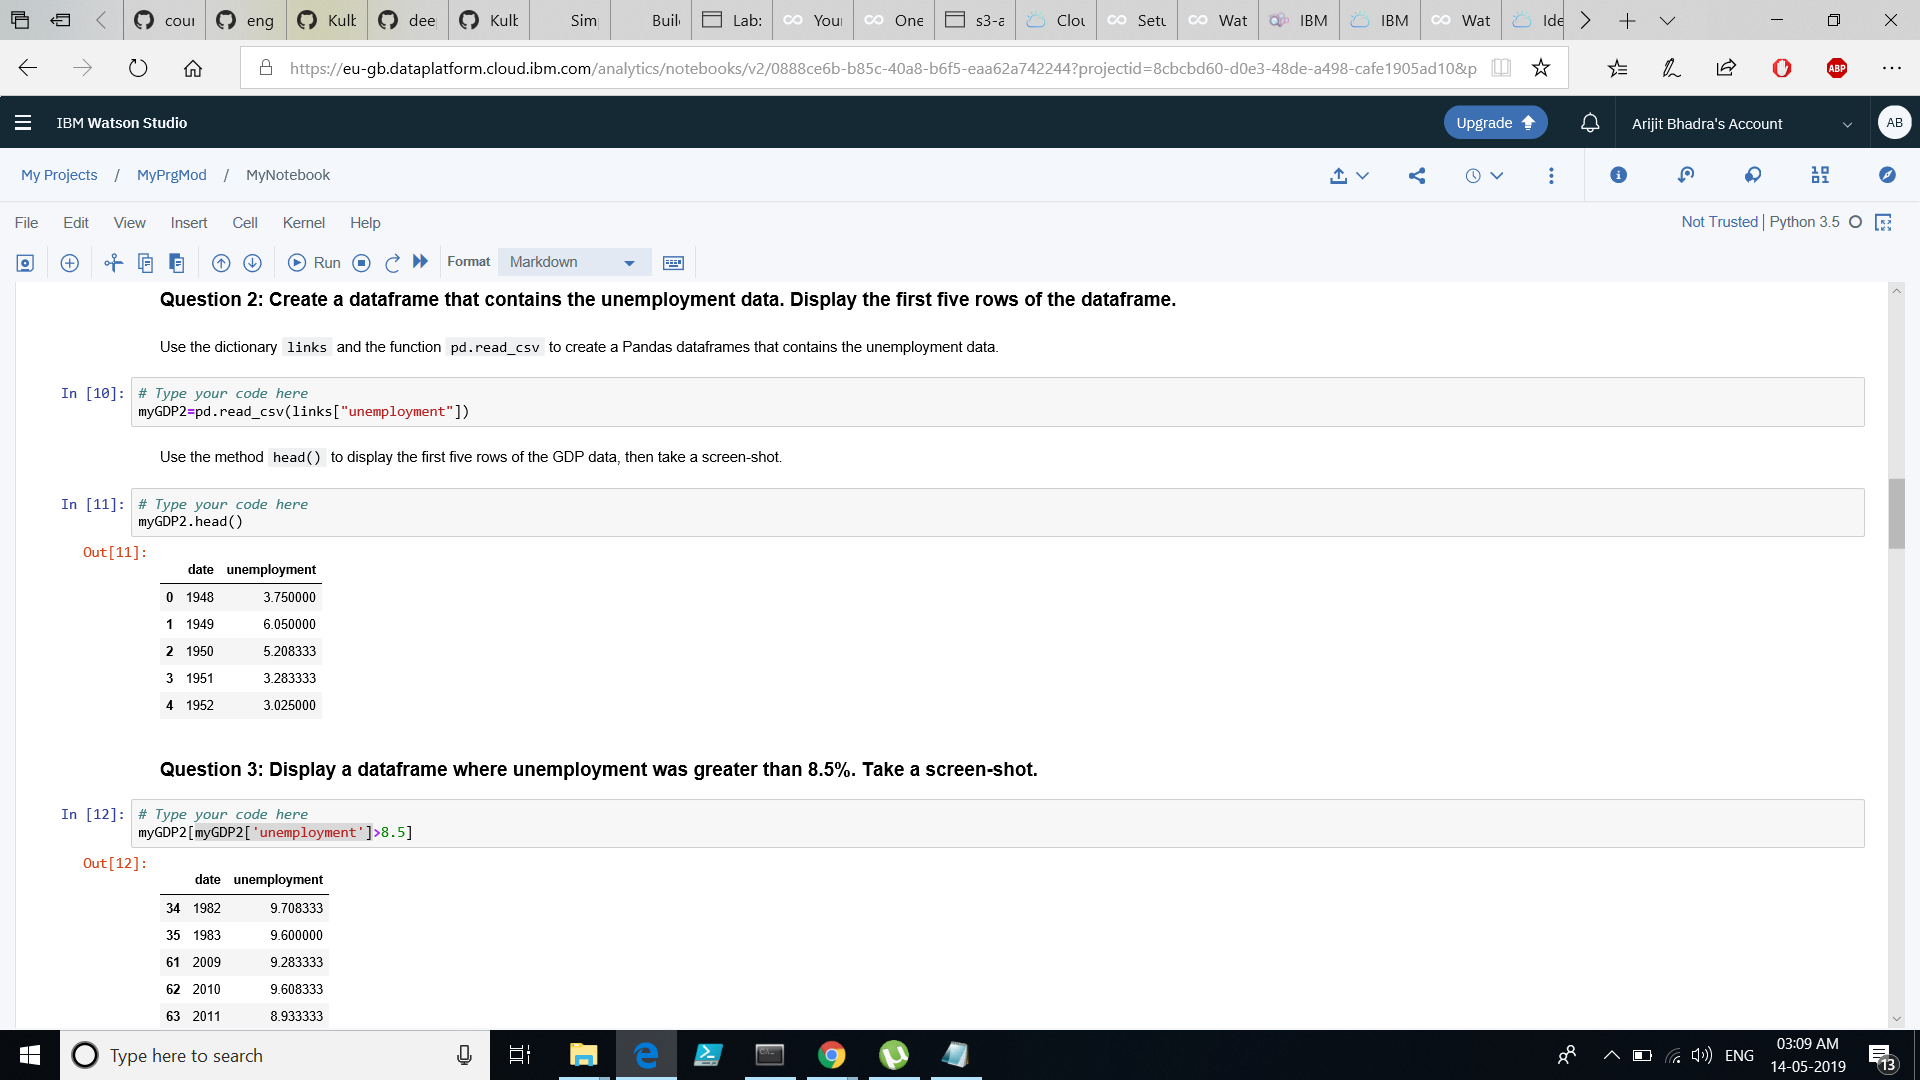 cour
eng
Kulb
dee
Kulb
Sim
Buil
Lab:
Your
One
s3-a
Clou
Setu
Wat
IBM
IBM
Wat
Ide
https://eu-gb.dataplatform.cloud.ibm.com/analytics/notebooks/v2/0888ce6b-b85c-40a8-b6f5-eaa62a742244?projectid=8cbcbd60-d0e3-48de-a498-cafe1905ad10&p
ABP
IBM Watson Studio
Upgrade
Arijit Bhadra's Account
AB
My Projects / MyPrgMod / MyNotebook
File Edit View Insert Cell Kernel Help
Not Trusted | Python 3.5
Run
Format
Markdown
Question 2: Create a dataframe that contains the unemployment data. Display the first five rows of the dataframe.
Use the dictionary links and the function pd.read_csv to create a Pandas dataframes that contains the unemployment data.
In [10]:
# Type your code here
myGDP2=pd.read_csv(links["unemployment"])
Use the method head() to display the first five rows of the GDP data, then take a screen-shot.
In [11]:
# Type your code here
myGDP2.head()
Out[11]:
date unemployment
0 1948 3.750000
1 1949 6.050000
2 1950 5.208333
3 1951 3.283333
4 1952 3.025000
Question 3: Display a dataframe where unemployment was greater than 8.5%. Take a screen-shot.
In [12]:
# Type your code here
myGDP2[myGDP2['unemployment']>8.5]
Out[12]:
date unemployment
34 1982 9.708333
35 1983 9.600000
61 2009 9.283333
62 2010 9.608333
63 2011 8.933333
Type here to search
ENG
03:09 AM
14-05-2019
13